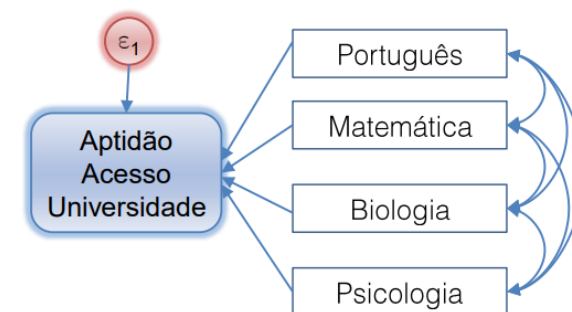 ε1
Português
Matemática
Aptidão
Acesso
Universidade
Biologia
Psicologia